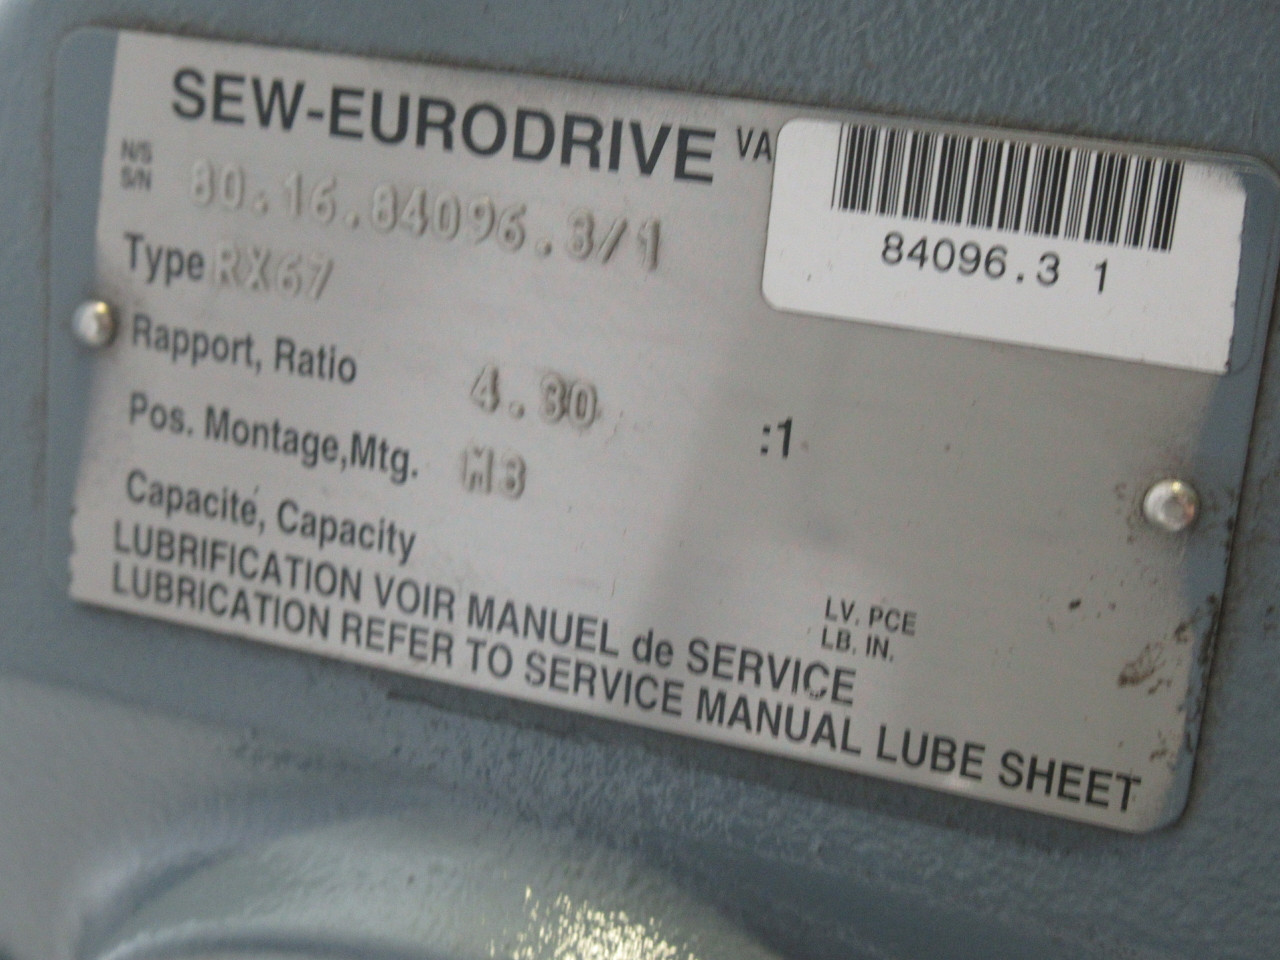 SEW-EURODRIVE VA
84096.3 1
N/S
S/N 80.16.84096.3/1
Type RX67
Rapport, Ratio 4.30 :1
Pos. Montage,Mtg. M3
Capacité, Capacity
LV. PCE
LB. IN.
LUBRIFICATION VOIR MANUEL de SERVICE
LUBRICATION REFER TO SERVICE MANUAL LUBE SHEET